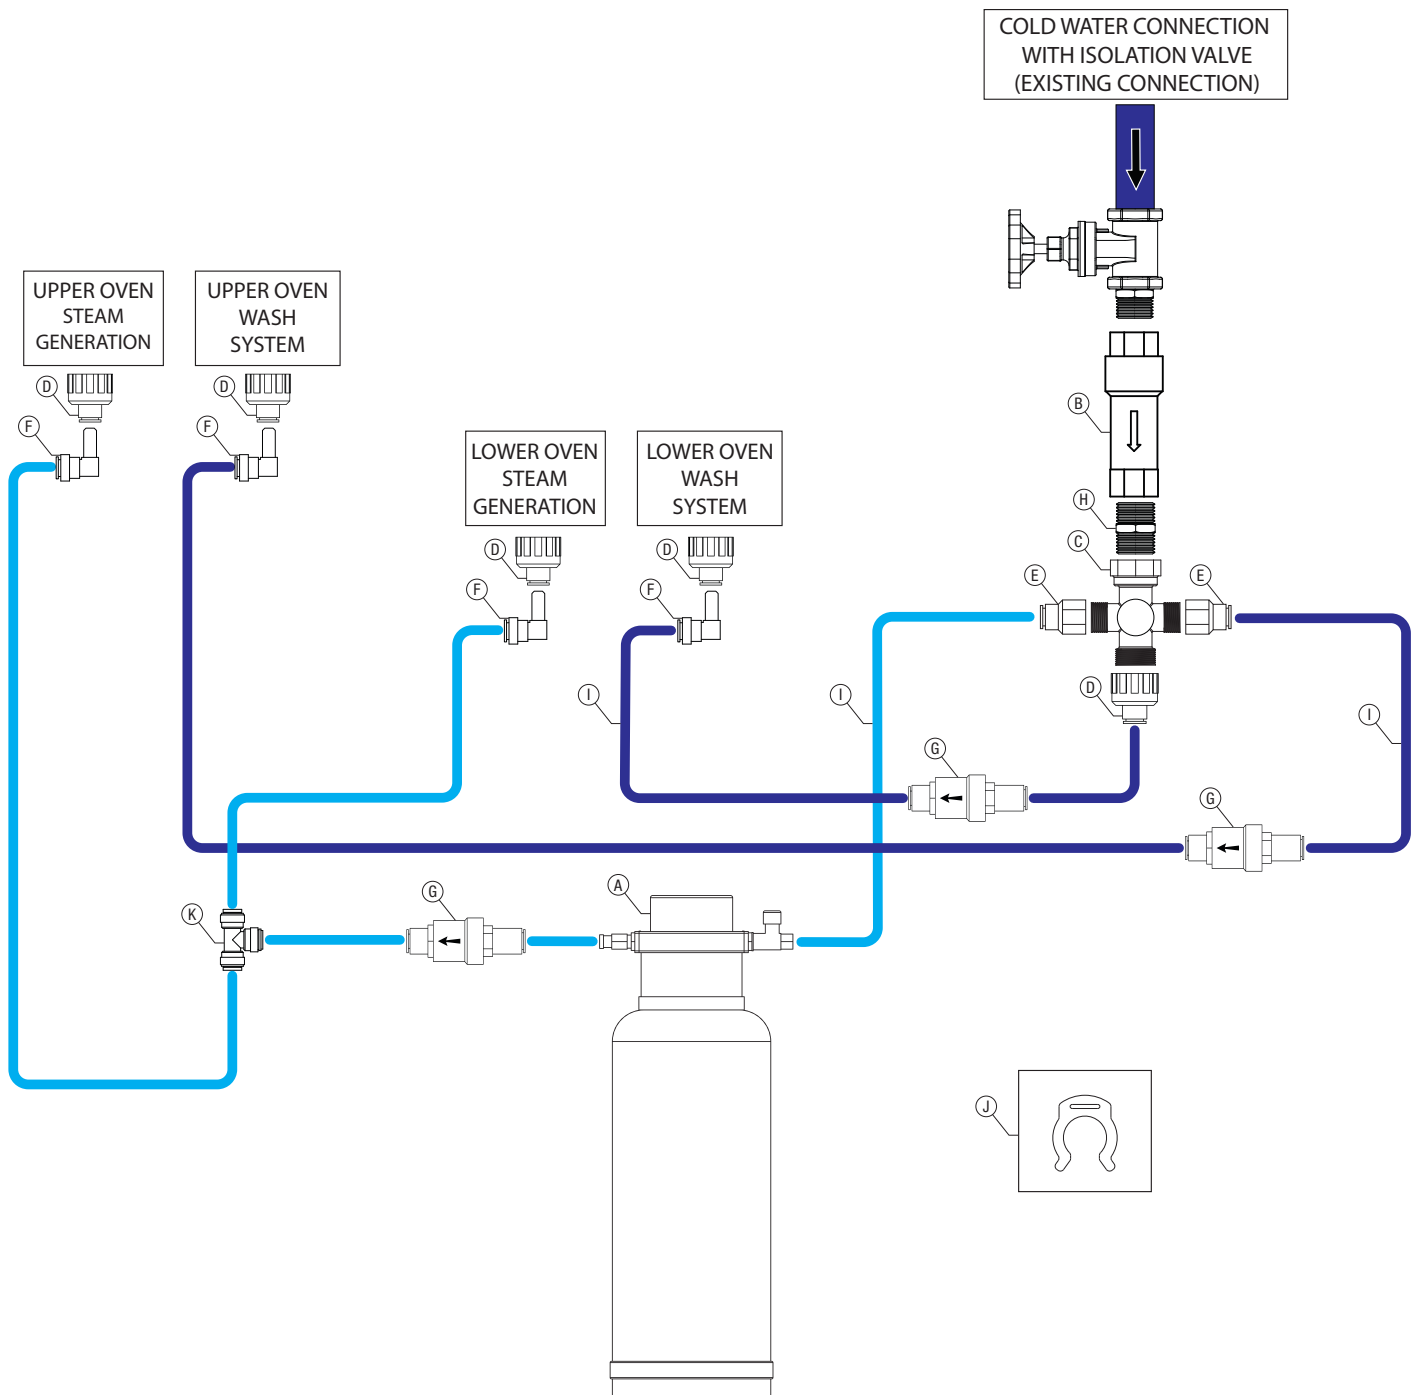 COLD WATER CONNECTION
WITH ISOLATION VALVE
(EXISTING CONNECTION)
UPPER OVEN
STEAM
GENERATION
UPPER OVEN
WASH
SYSTEM
D
D
B
F
F
LOWER OVEN
STEAM
GENERATION
LOWER OVEN
WASH
SYSTEM
H
C
D
D
E
E
F
F
D
I
I
I
G
G
A
G
K
J